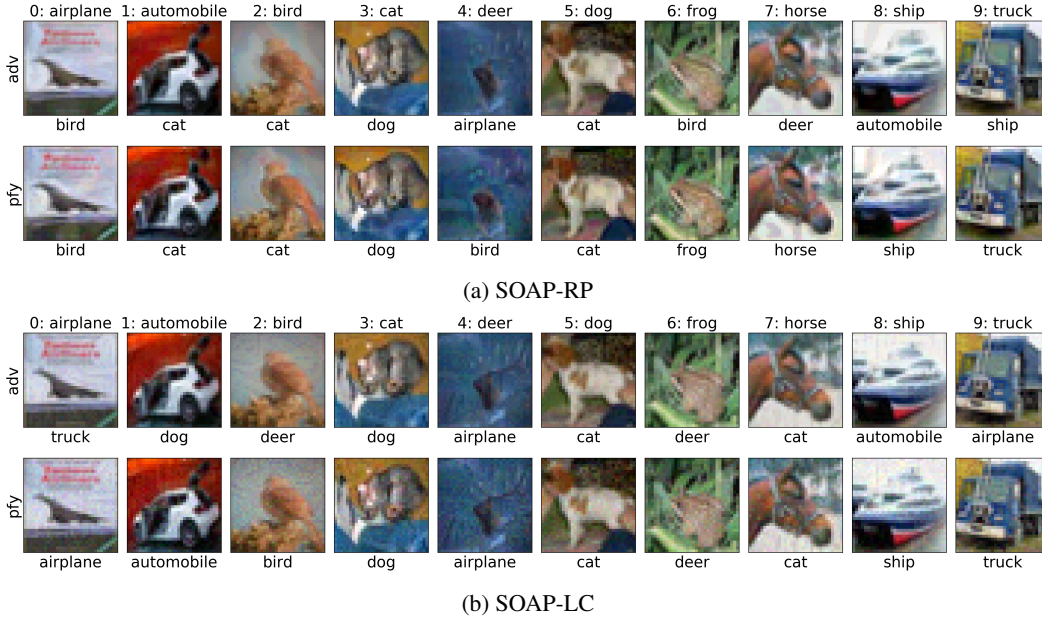 0: airplane 1: automobile 2: bird 3: cat 4: deer 5: dog 6: frog 7: horse 8: ship 9: truck
adv
bird cat cat dog airplane cat bird deer automobile ship
pfy
bird cat cat dog bird cat frog horse ship truck
(a) SOAP-RP
0: airplane 1: automobile 2: bird 3: cat 4: deer 5: dog 6: frog 7: horse 8: ship 9: truck
adv
truck dog deer dog airplane cat deer cat automobile airplane
pfy
airplane automobile bird dog airplane cat deer cat ship truck
(b) SOAP-LC